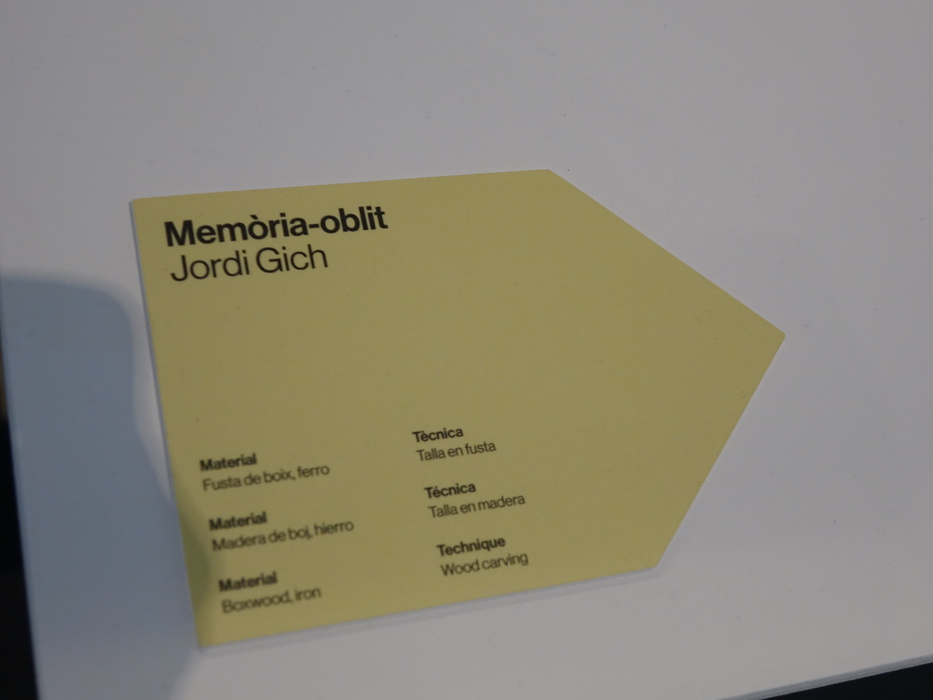 Memòria-oblit
Jordi Gich
Material
Fusta de boix, ferro
Material
Madera de boj, hierro
Material
Boxwood, iron
Tècnica
Talla en fusta
Técnica
Talla en madera
Technique
Wood carving